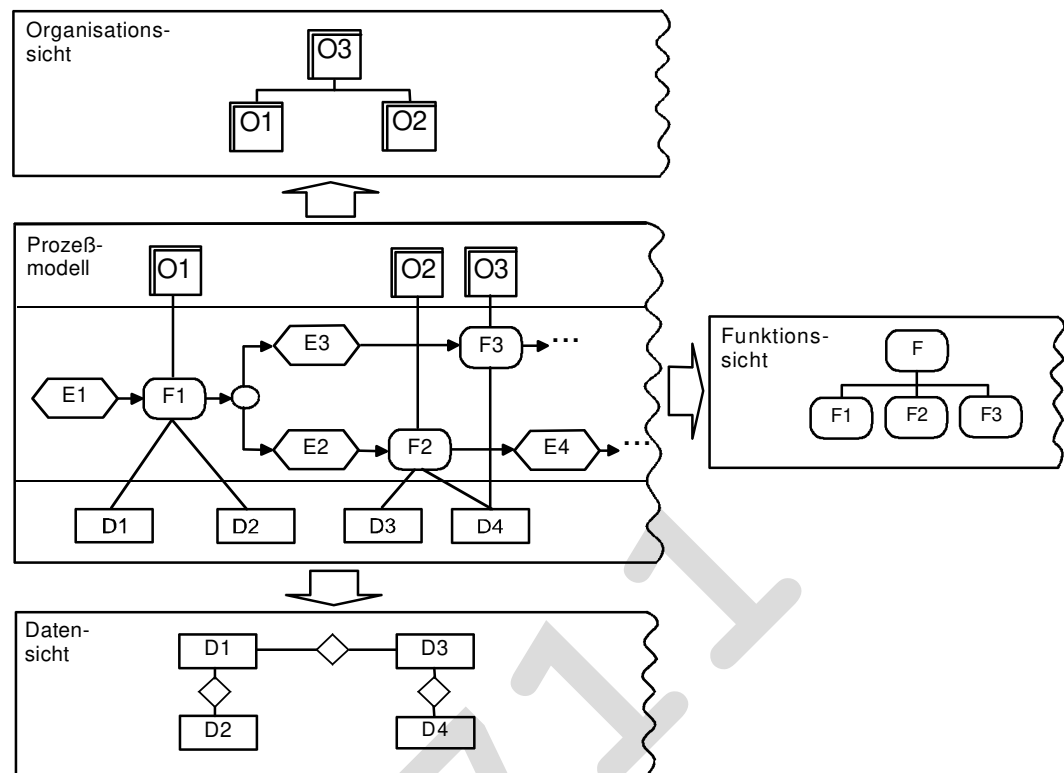 Organisations-
sicht
O3
O1
O2
Prozeß-
modell
O1
O2
O3
E3
F3
...
E1
F1
E2
F2
E4
...
D1
D2
D3
D4
Funktions-
sicht
F
F1
F2
F3
Daten-
sicht
D1
D3
D2
D4